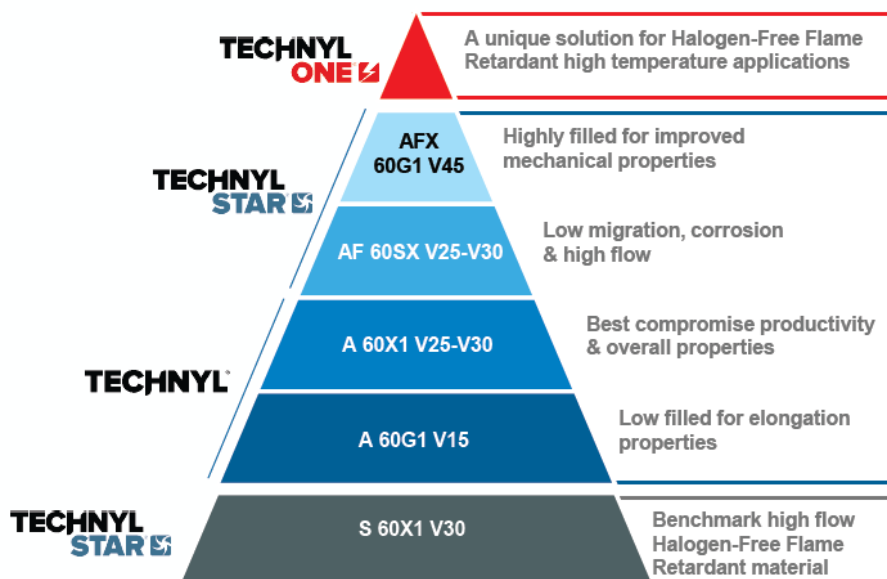 TECHNYL
ONE
A unique solution for Halogen-Free Flame
Retardant high temperature applications
TECHNYL
STAR
AFX
60G1 V45
Highly filled for improved
mechanical properties
AF 60SX V25-V30
Low migration, corrosion
& high flow
TECHNYL®
A 60X1 V25-V30
Best compromise productivity
& overall properties
A 60G1 V15
Low filled for elongation
properties
TECHNYL
STAR
S 60X1 V30
Benchmark high flow
Halogen-Free Flame
Retardant material